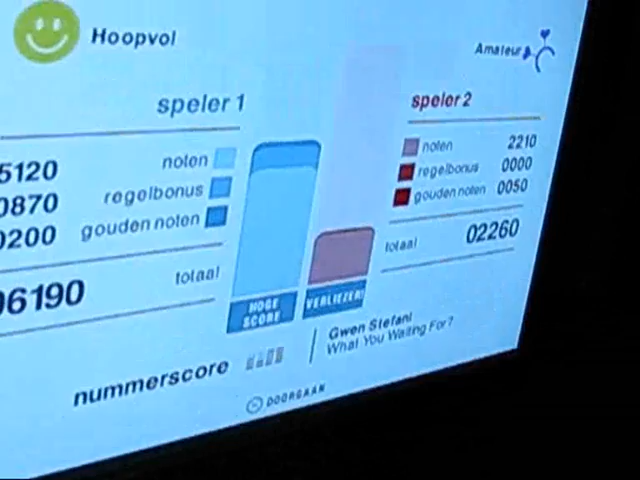 Hoopvol
Amateur
speler 1
5120 noten
0870 regelbonus
0200 gouden noten
06190 totaal
HOGE
SCORE
VERLIEZER!
speler 2
noten 2210
regelbonus 0000
gouden noten 0050
totaal 02260
nummerscore
Gwen Stefani
What You Waiting For?
DOORGAAN